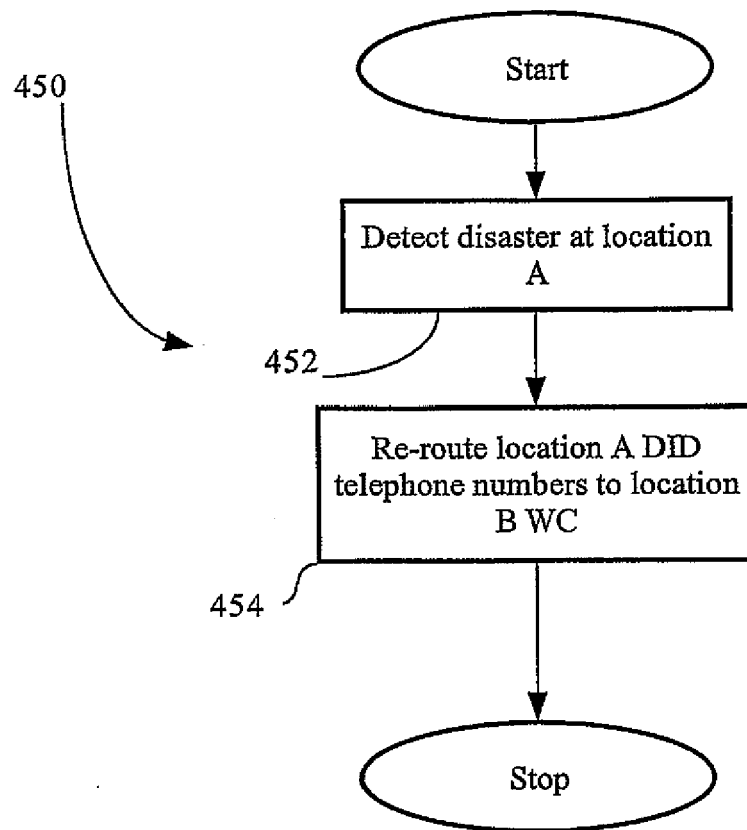 Start
450
Detect disaster at location
A
452
Re-route location A DID
telephone numbers to location
B WC
454
Stop